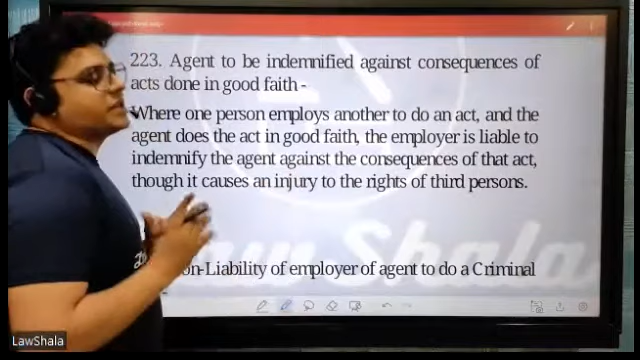 223. Agent to be indemnified against consequences of
acts done in good faith -
Where one person employs another to do an act, and the
agent does the act in good faith, the employer is liable to
indemnify the agent against the consequences of that act,
though it causes an injury to the rights of third persons.
Law Shala
on-Liability of employer of agent to do a Criminal
LawShala